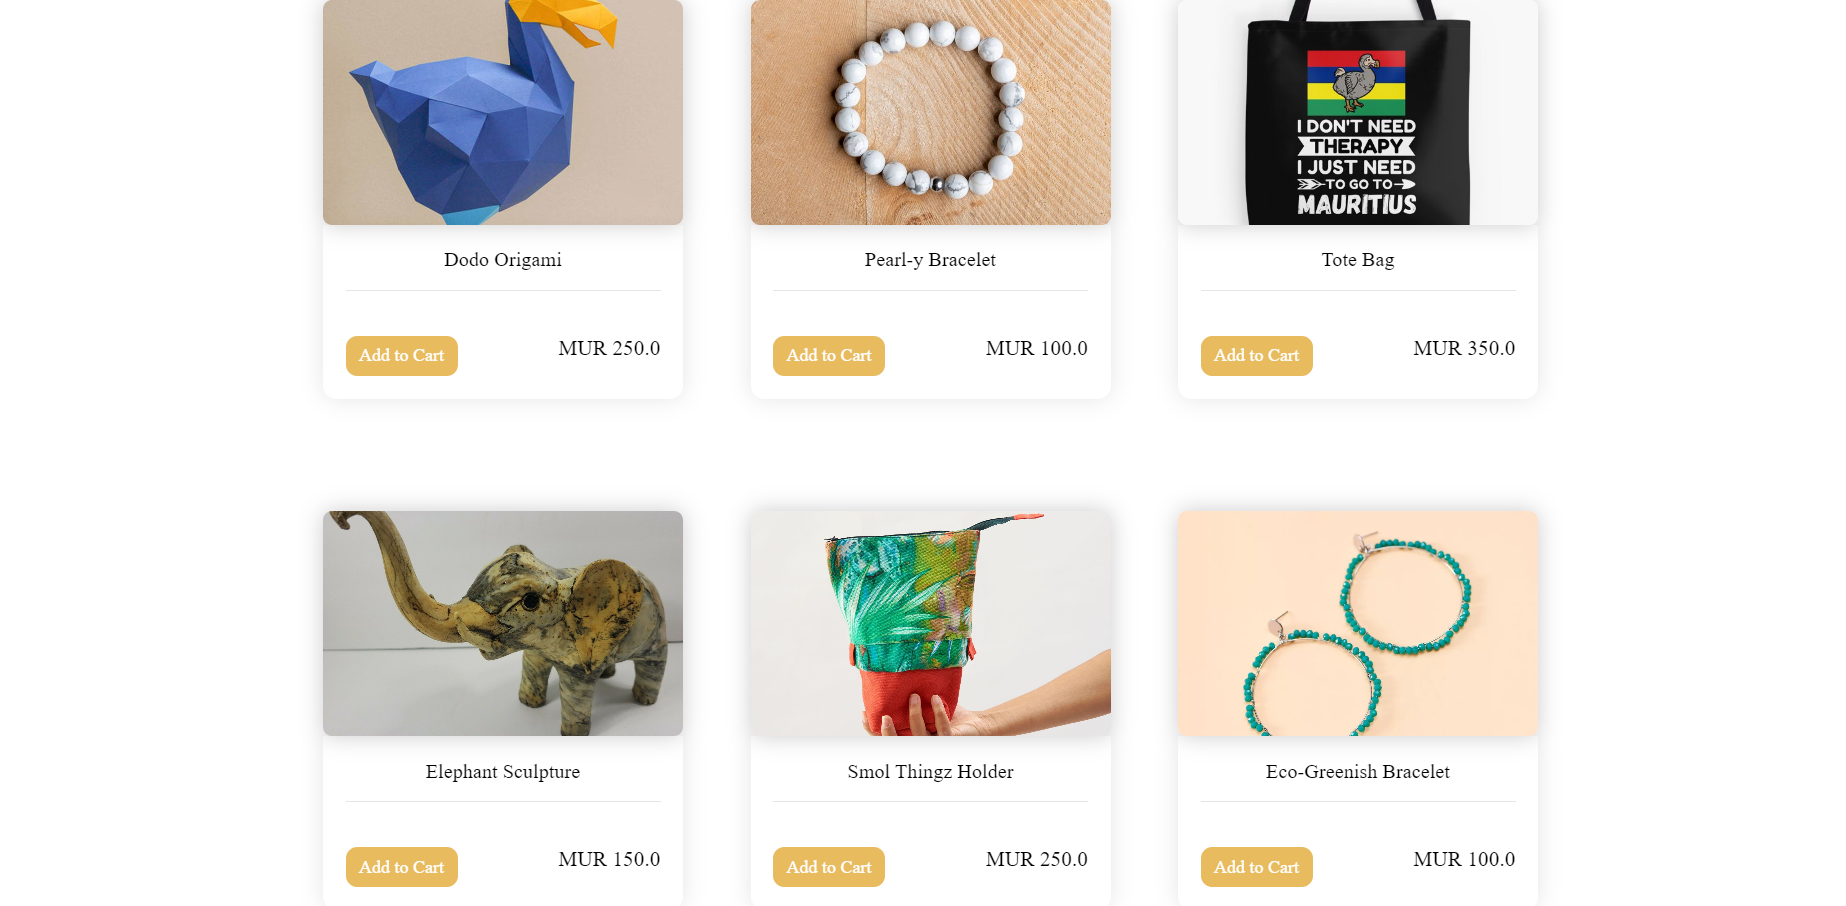 I DON'T NEED
THERAPY
I JUST NEED
TO GO TO
MAURITIUS
Dodo Origami
Pearl-y Bracelet
Tote Bag
Add to Cart
MUR 250.0
Add to Cart
MUR 100.0
Add to Cart
MUR 350.0
Elephant Sculpture
Smol Thingz Holder
Eco-Greenish Bracelet
Add to Cart
MUR 150.0
Add to Cart
MUR 250.0
Add to Cart
MUR 100.0